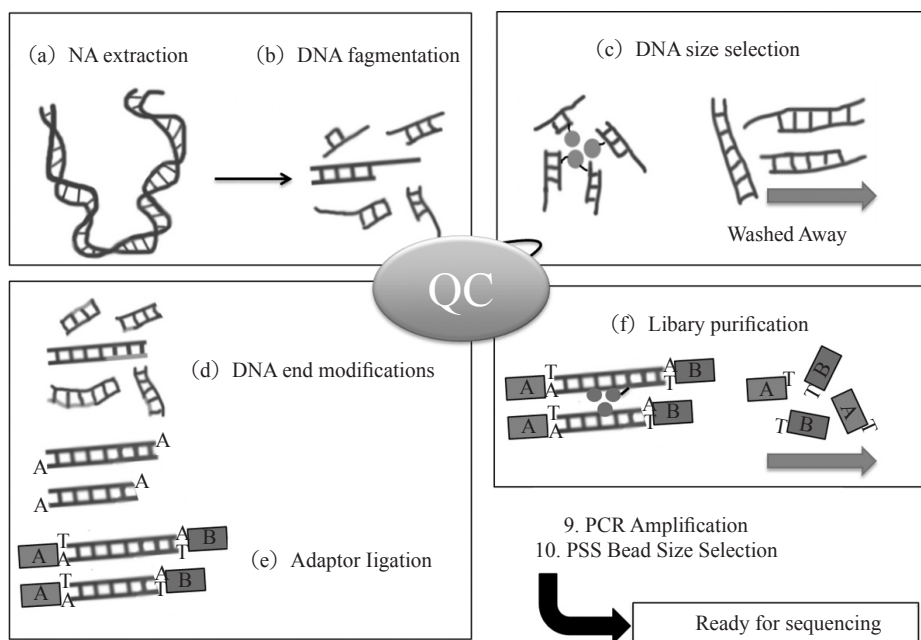 (a) NA extraction
(b) DNA fagmentation
(c) DNA size selection
Washed Away
QC
(d) DNA end modifications
A
A
A
A
A
T
A
A
T
B
A
T
A
A
T
B
(e) Adaptor Iigation
(f) Libary purification
A
T
A
A
T
B
A
T
A
A
T
B
A
T
B
T
T
B
A
T
9. PCR Amplification
10. PSS Bead Size Selection
Ready for sequencing